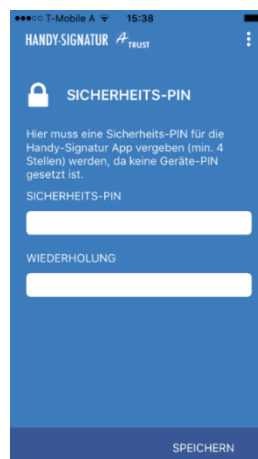 ●●●○○ T-Mobile A 15:38
HANDY-SIGNATUR A TRUST
SICHERHEITS-PIN
Hier muss eine Sicherheits-PIN für die
Handy-Signatur App vergeben (min. 4
Stellen) werden, da keine Geräte-PIN
gesetzt ist.
SICHERHEITS-PIN
WIEDERHOLUNG
SPEICHERN